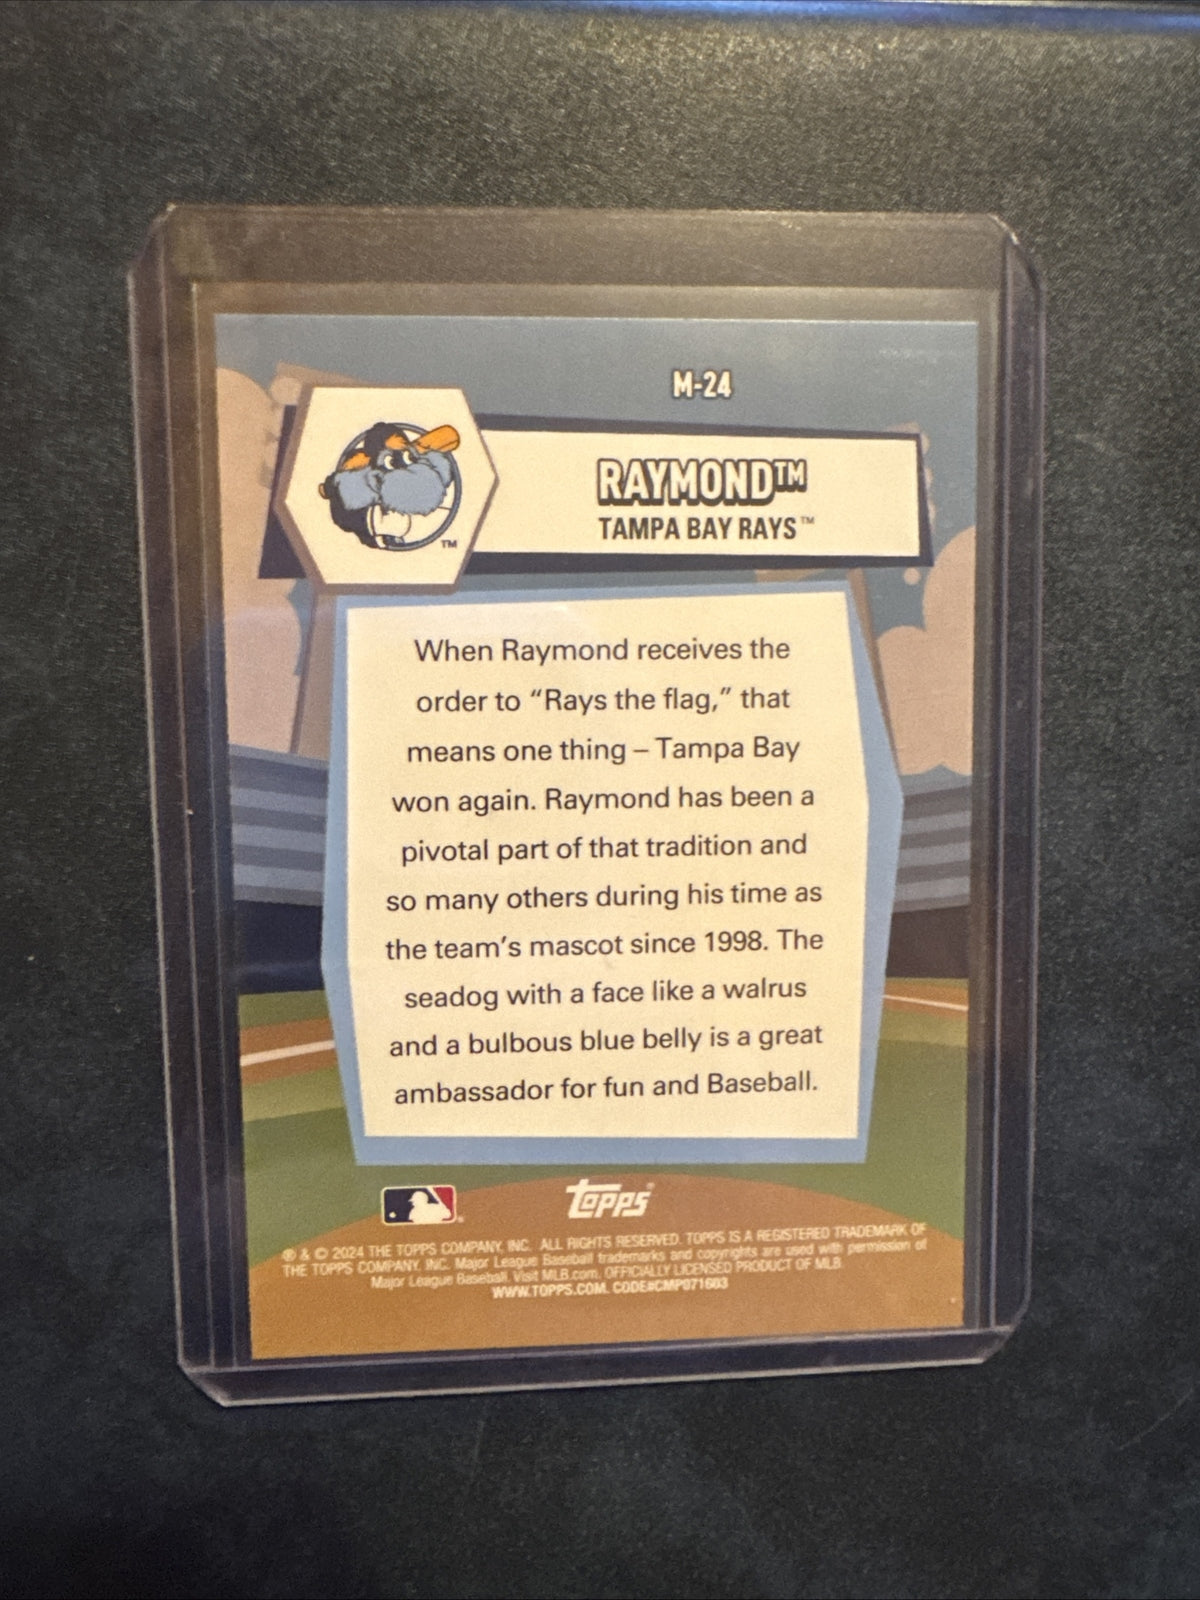 M-24
RAYMOND™
TAMPA BAY RAYS™
TM
When Raymond receives the
order to “Rays the flag,” that
means one thing – Tampa Bay
won again. Raymond has been a
pivotal part of that tradition and
so many others during his time as
the team’s mascot since 1998. The
seadog with a face like a walrus
and a bulbous blue belly is a great
ambassador for fun and Baseball.
topps®
® & © 2024 THE TOPPS COMPANY, INC. ALL RIGHTS RESERVED. TOPPS IS A REGISTERED TRADEMARK OF
THE TOPPS COMPANY, INC. Major League Baseball trademarks and copyrights are used with permission of
Major League Baseball. Visit MLB.com. OFFICIALLY LICENSED PRODUCT OF MLB.
WWW.TOPPS.COM. CODE#CMP071603